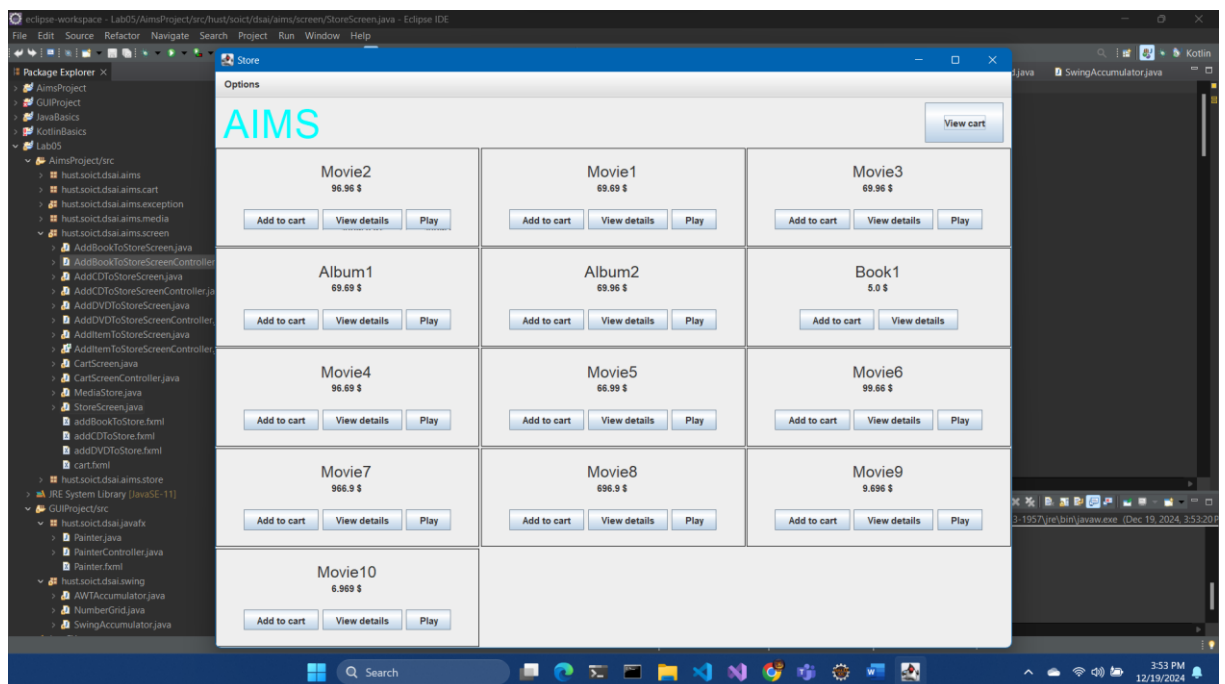 eclipse-workspace - Lab05/AimsProject/src/hust/soict/dsai/aims/screen/StoreScreen.java - Eclipse IDE
File Edit Source Refactor Navigate Search Project Run Window Help
Kotlin
Package Explorer
AimsProject
GUIProject
JavaBasics
KotlinBasics
Lab05
AimsProject/src
hust.soict.dsai.aims
hust.soict.dsai.aims.cart
hust.soict.dsai.aims.exception
hust.soict.dsai.aims.media
hust.soict.dsai.aims.screen
AddBookToStoreScreen.java
AddBookToStoreScreenController
AddCDToStoreScreen.java
AddCDToStoreScreenController.ja
AddDVDToStoreScreen.java
AddDVDToStoreScreenController.
AddItemToStoreScreen.java
AddItemToStoreScreenController.
CartScreen.java
CartScreenController.java
MediaStore.java
StoreScreen.java
addBookToStore.fxml
addCDToStore.fxml
addDVDToStore.fxml
cart.fxml
hust.soict.dsai.aims.store
JRE System Library [JavaSE-11]
GUIProject/src
hust.soict.dsai.javafx
Painter.java
PainterController.java
Painter.fxml
hust.soict.dsai.swing
AWTAccumulator.java
NumberGrid.java
SwingAccumulator.java
d.java SwingAccumulator.java
Store
Options
AIMS View cart
Movie2 Movie1 Movie3
96.96 $ 69.69 $ 69.96 $
Add to cart View details Play Add to cart View details Play Add to cart View details Play
Album1 Album2 Book1
69.69 $ 69.96 $ 5.0 $
Add to cart View details Play Add to cart View details Play Add to cart View details
Movie4 Movie5 Movie6
96.69 $ 66.99 $ 99.66 $
Add to cart View details Play Add to cart View details Play Add to cart View details Play
Movie7 Movie8 Movie9
966.9 $ 696.9 $ 9.696 $
Add to cart View details Play Add to cart View details Play Add to cart View details Play
Movie10
6.969 $
Add to cart View details Play
3-1957\jre\bin\javaw.exe (Dec 19, 2024, 3:53:20 P
Search
3:53 PM
12/19/2024